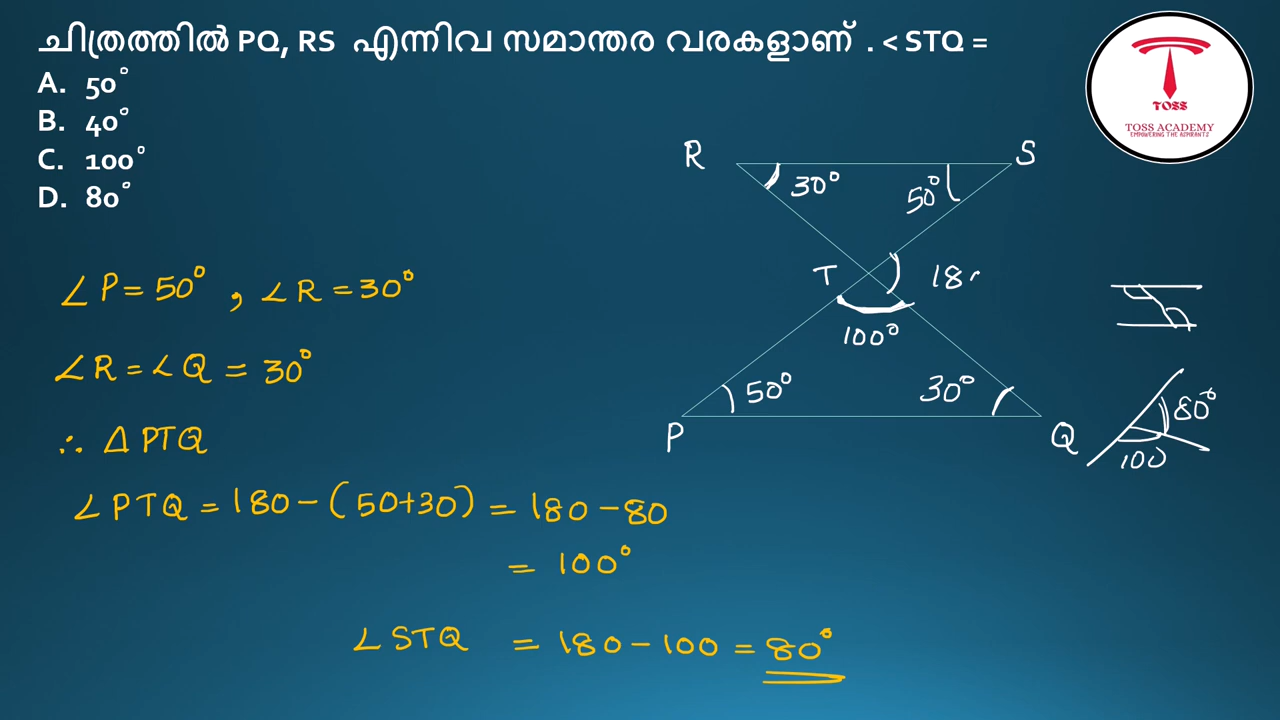 ചിത്രത്തിൽ PQ, RS എന്നിവ സമാന്തര വരകളാണ് . < STQ =
A. 50°
B. 40°
C. 100°
D. 80°
TOSS
TOSS ACADEMY
EMPOWERING THE ASPIRANTS
R
S
30°
50°
T
18
100°
50°
30°
P
Q
80°
100
∠P = 50° , ∠R = 30°
∠R = ∠Q = 30°
∴ Δ PTQ
∠PTQ = 180 - (50+30) = 180 - 80
= 100°
∠STQ = 180 - 100 = 80°